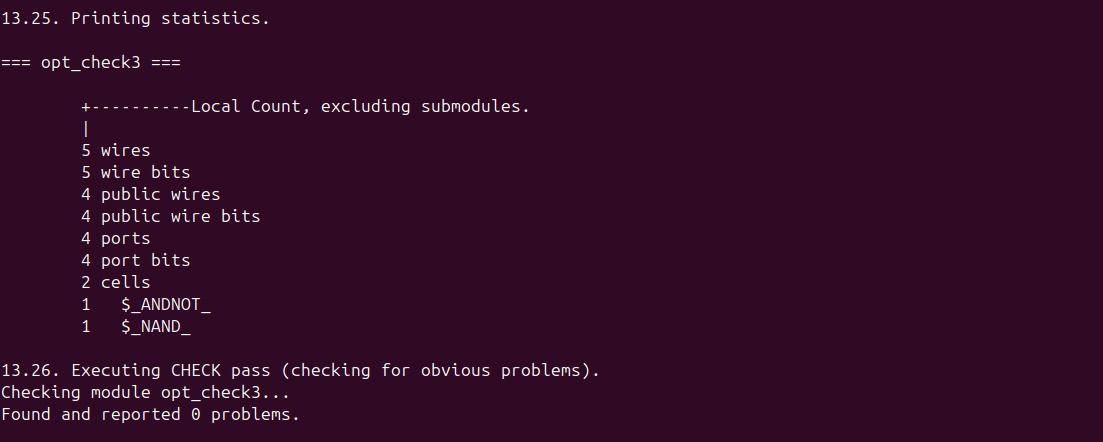 13.25. Printing statistics.

=== opt_check3 ===

        +----------Local Count, excluding submodules.
        |
        5 wires
        5 wire bits
        4 public wires
        4 public wire bits
        4 ports
        4 port bits
        2 cells
        1   $_ANDNOT_
        1   $_NAND_

13.26. Executing CHECK pass (checking for obvious problems).
Checking module opt_check3...
Found and reported 0 problems.